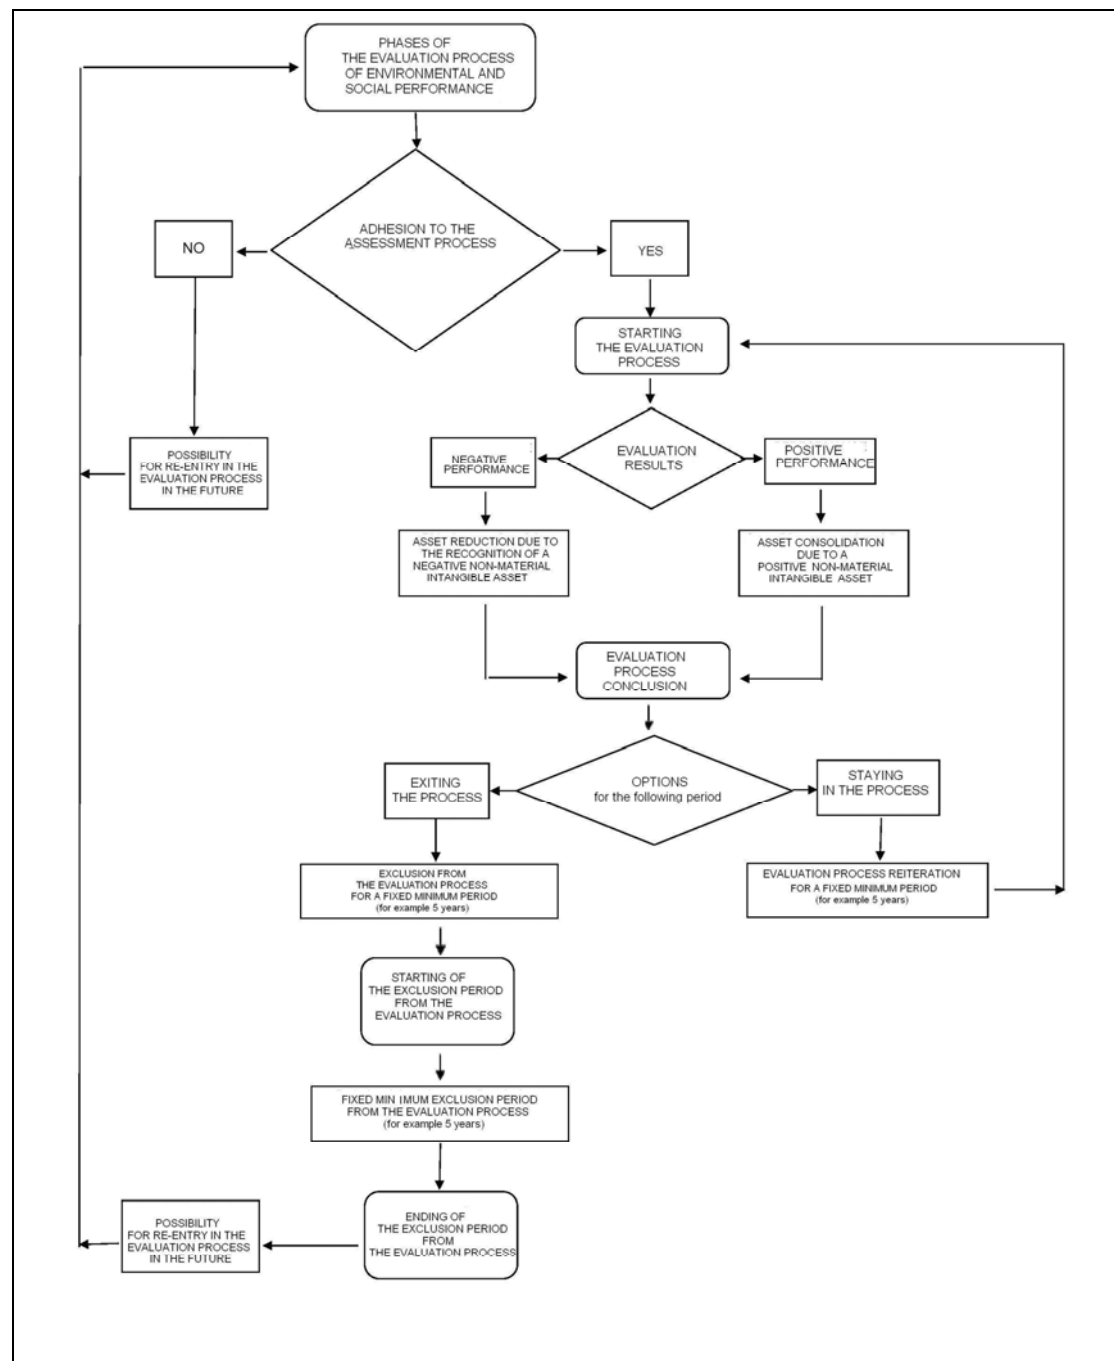 PHASES OF
THE EVALUATION PROCESS
OF ENVIRONMENTAL AND
SOCIAL PERFORMANCE
ADHESION TO THE
ASSESSMENT PROCESS
NO
YES
STARTING
THE EVALUATION
PROCESS
POSSIBILITY
FOR RE-ENTRY IN THE
EVALUATION PROCESS
IN THE FUTURE
NEGATIVE
PERFORMANCE
EVALUATION
RESULTS
POSITIVE
PERFORMANCE
ASSET REDUCTION DUE TO
THE RECOGNITION OF A
NEGATIVE NON-MATERIAL
INTANGIBLE ASSET
ASSET CONSOLIDATION
DUE TO A
POSITIVE NON-MATERIAL
INTANGIBLE ASSET
EVALUATION
PROCESS
CONCLUSION
EXITING
THE PROCESS
OPTIONS
for the following period
STAYING
IN THE PROCESS
EXCLUSION FROM
THE EVALUATION PROCESS
FOR A FIXED MINIMUM PERIOD
(for example 5 years)
EVALUATION PROCESS REITERATION
FOR A FIXED MINIMUM PERIOD
(for example 5 years)
STARTING OF
THE EXCLUSION PERIOD
FROM THE
EVALUATION PROCESS
FIXED MIN IMUM EXCLUSION PERIOD
FROM THE EVALUATION PROCESS
(for example 5 years)
POSSIBILITY
FOR RE-ENTRY IN THE
EVALUATION PROCESS
IN THE FUTURE
ENDING OF
THE EXCLUSION PERIOD
FROM
THE EVALUATION PROCESS